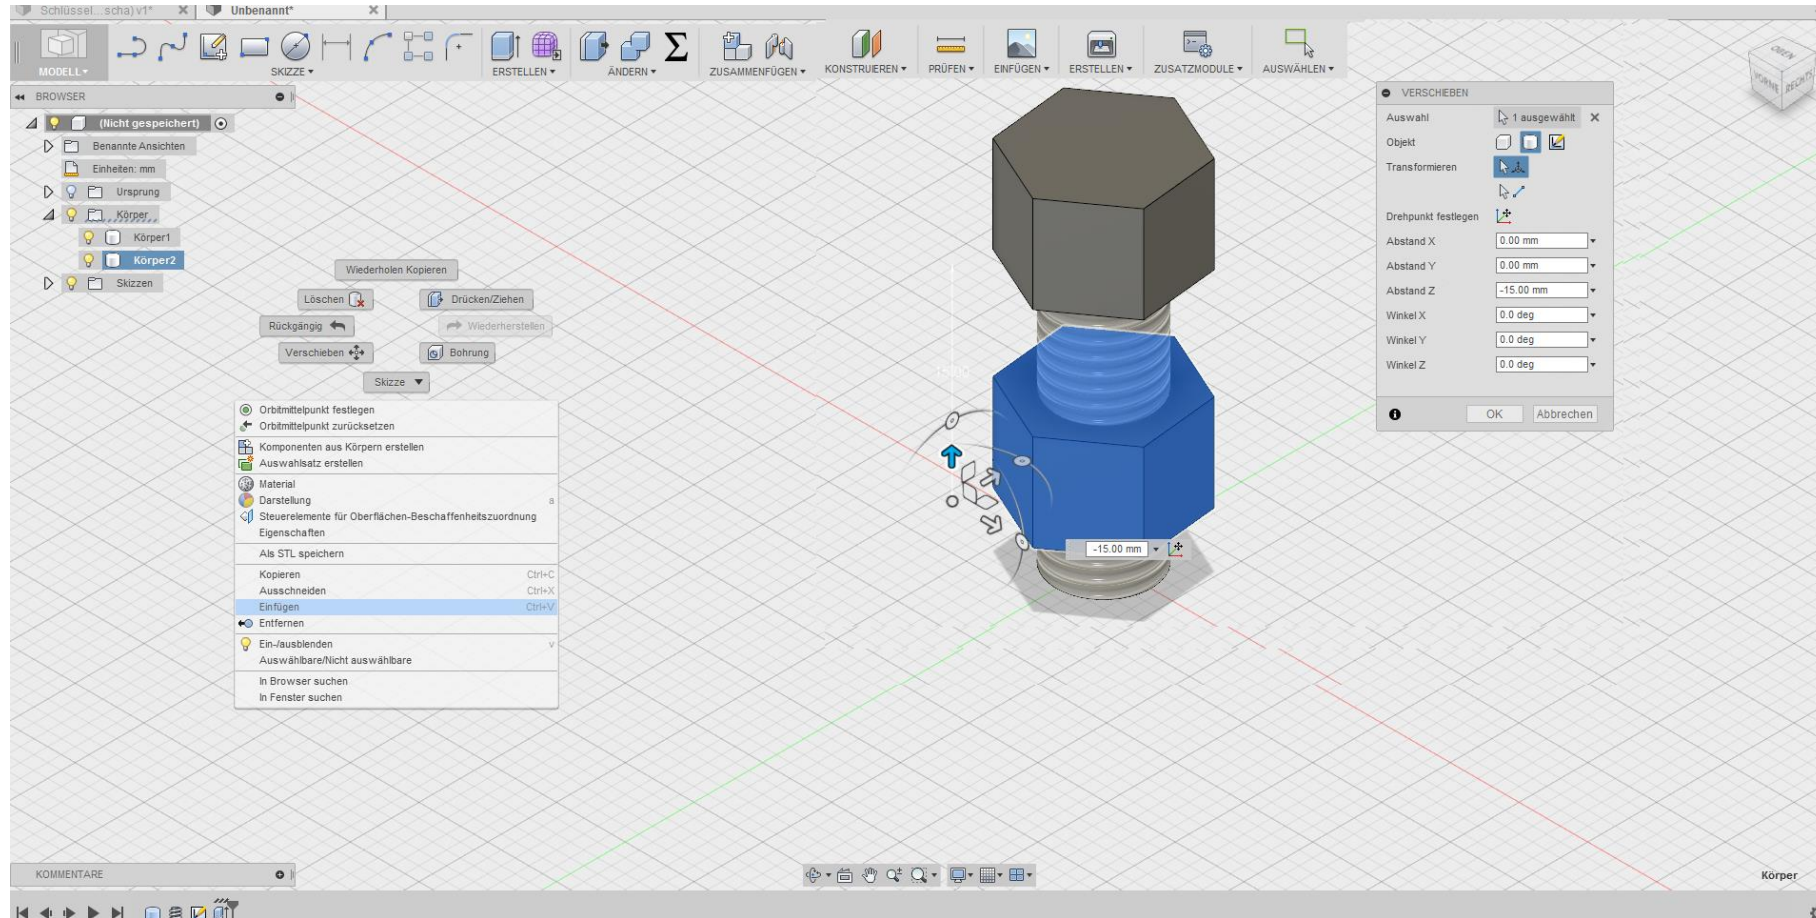 Schlüssel...scha) v1*
Unbenannt*
MODELL
SKIZZE
ERSTELLEN
ÄNDERN
ZUSAMMENFÜGEN
KONSTRUIEREN
PRÜFEN
EINFÜGEN
ERSTELLEN
ZUSATZMODULE
AUSWÄHLEN
OBEN
VORNE
RECHTS
BROWSER
(Nicht gespeichert)
Benannte Ansichten
Einheiten: mm
Ursprung
Körper
Körper1
Körper2
Skizzen
Wiederholen Kopieren
Löschen
Drücken/Ziehen
Rückgängig
Wiederherstellen
Verschieben
Bohrung
Skizze
Orbitmittelpunkt festlegen
Orbitmittelpunkt zurücksetzen
Komponenten aus Körpern erstellen
Auswahlsatz erstellen
Material
Darstellung a
Steuerelemente für Oberflächen-Beschaffenheitszuordnung
Eigenschaften
Als STL speichern
Kopieren Ctrl+C
Ausschneiden Ctrl+X
Einfügen Ctrl+V
Entfernen
Ein-/ausblenden v
Auswählbare/Nicht auswählbare
In Browser suchen
In Fenster suchen
15.00
-15.00 mm
VERSCHIEBEN
Auswahl 1 ausgewählt
Objekt
Transformieren
Drehpunkt festlegen
Abstand X 0.00 mm
Abstand Y 0.00 mm
Abstand Z -15.00 mm
Winkel X 0.0 deg
Winkel Y 0.0 deg
Winkel Z 0.0 deg
OK Abbrechen
KOMMENTARE
Körper